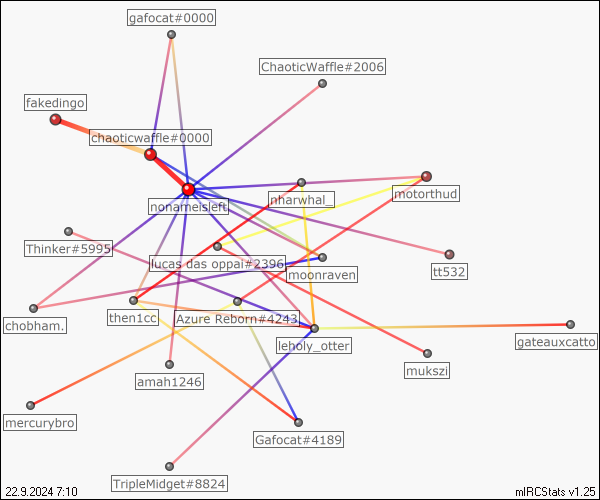 gafocat#0000
ChaoticWaffle#2006
fakedingo
chaoticwaffle#0000
motorthud
nharwhal_
nonameisleft
Thinker#5995
lucas das oppai#2396
moonraven
tt532
chobham.
then1cc
Azure Reborn#4243
leholy_otter
gateauxcatto
mukszi
amah1246
mercurybro
Gafocat#4189
TripleMidget#8824
22.9.2024 7:10
mIRCStats v1.25